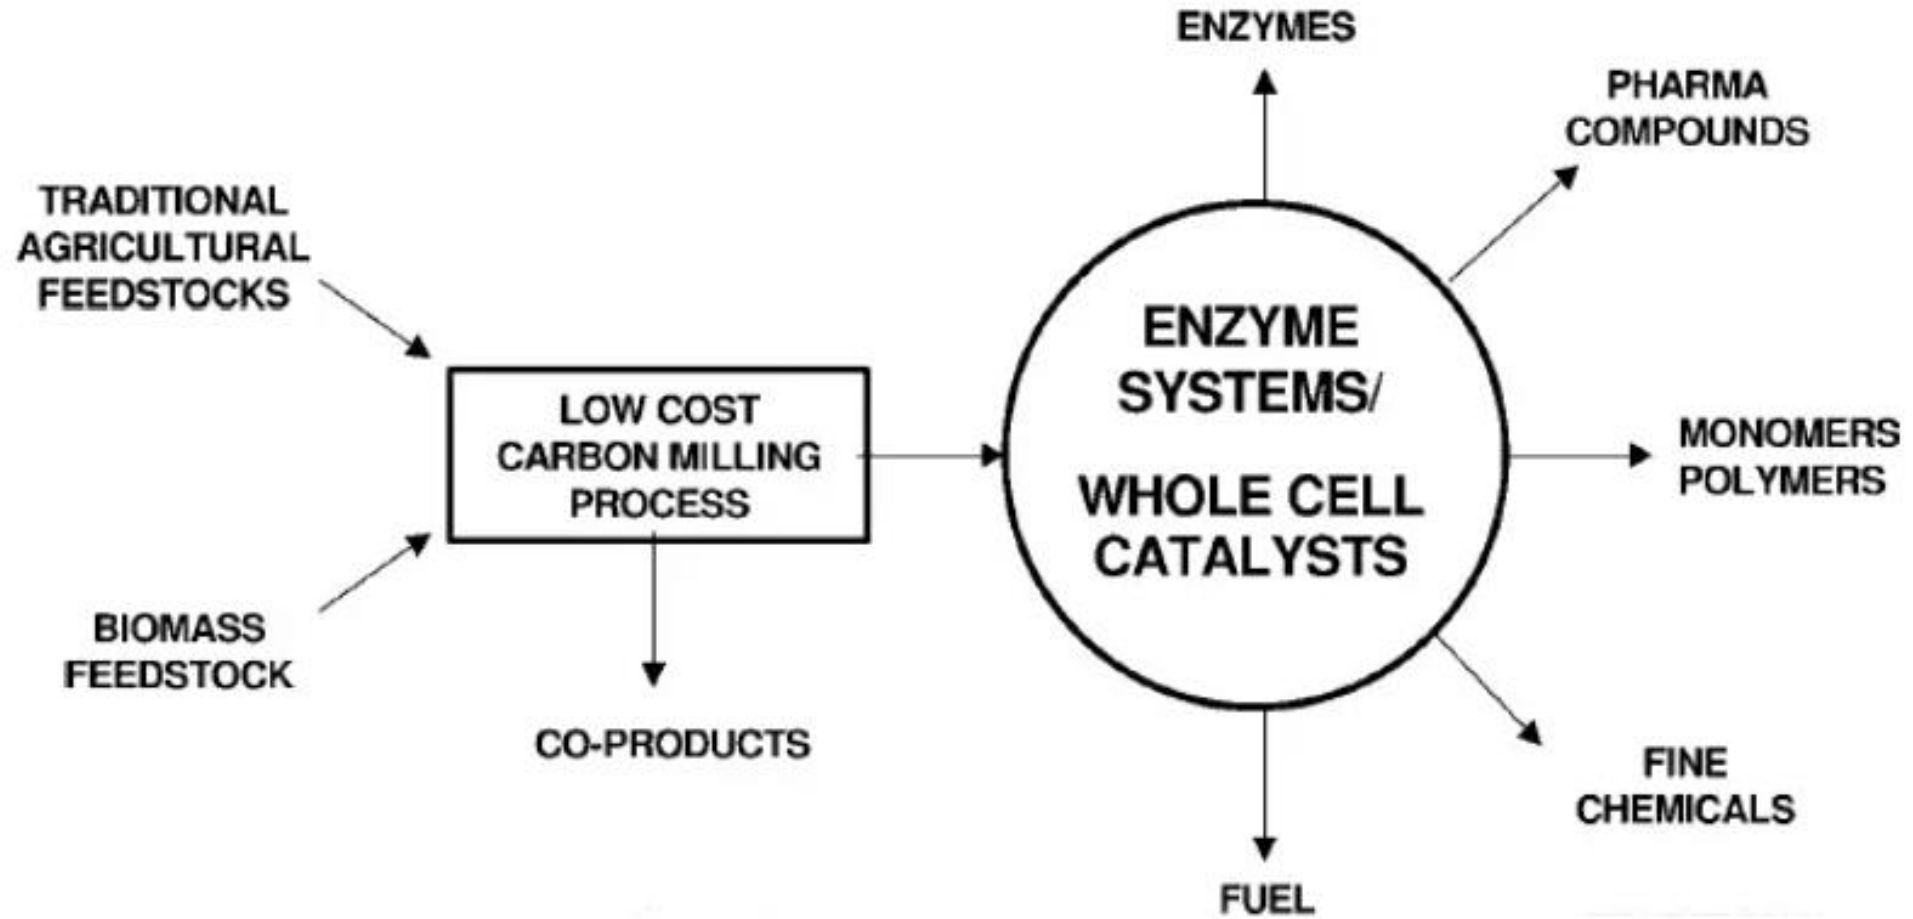 ENZYMES
PHARMA
COMPOUNDS
TRADITIONAL
AGRICULTURAL
FEEDSTOCKS
LOW COST
CARBON MILLING
PROCESS
ENZYME
SYSTEMS/
WHOLE CELL
CATALYSTS
MONOMERS
POLYMERS
BIOMASS
FEEDSTOCK
CO-PRODUCTS
FINE
CHEMICALS
FUEL